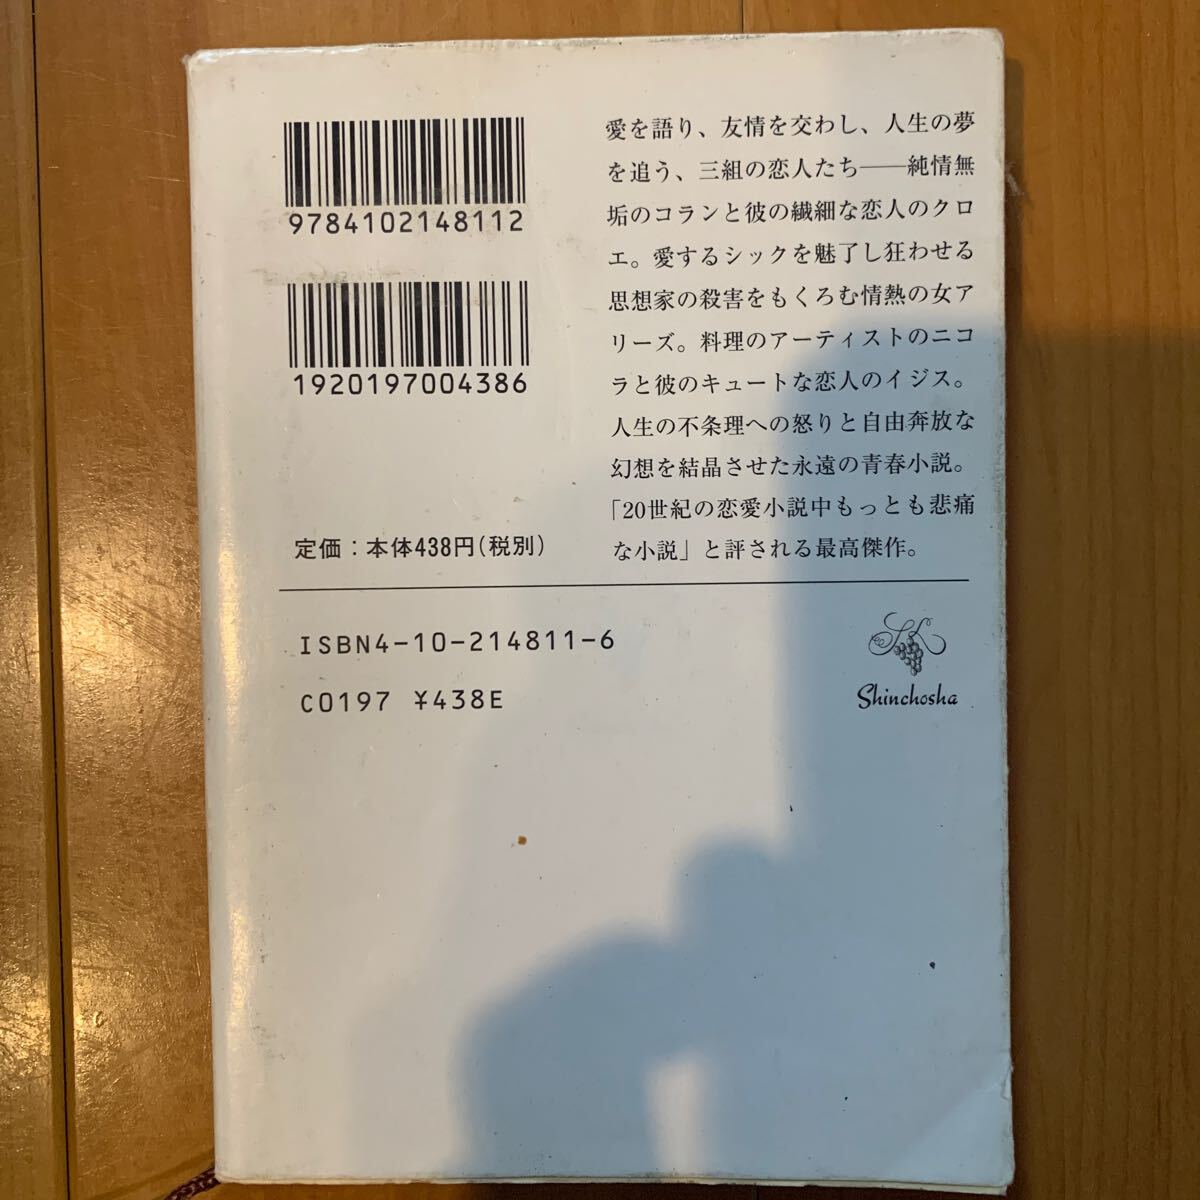 9784102148112
1920197004386
定価：本体438円（税別）
愛を語り、友情を交わし、人生の夢
を追う、三組の恋人たち――純情無
垢のコランと彼の繊細な恋人のクロ
エ。愛するシックを魅了し狂わせる
思想家の殺害をもくろむ情熱の女ア
リーズ。料理のアーティストのニコ
ラと彼のキュートな恋人のイジス。
人生の不条理への怒りと自由奔放な
幻想を結晶させた永遠の青春小説。
「20世紀の恋愛小説中もっとも悲痛
な小説」と評される最高傑作。
ISBN4-10-214811-6
C0197 ¥438E
Shinchosha